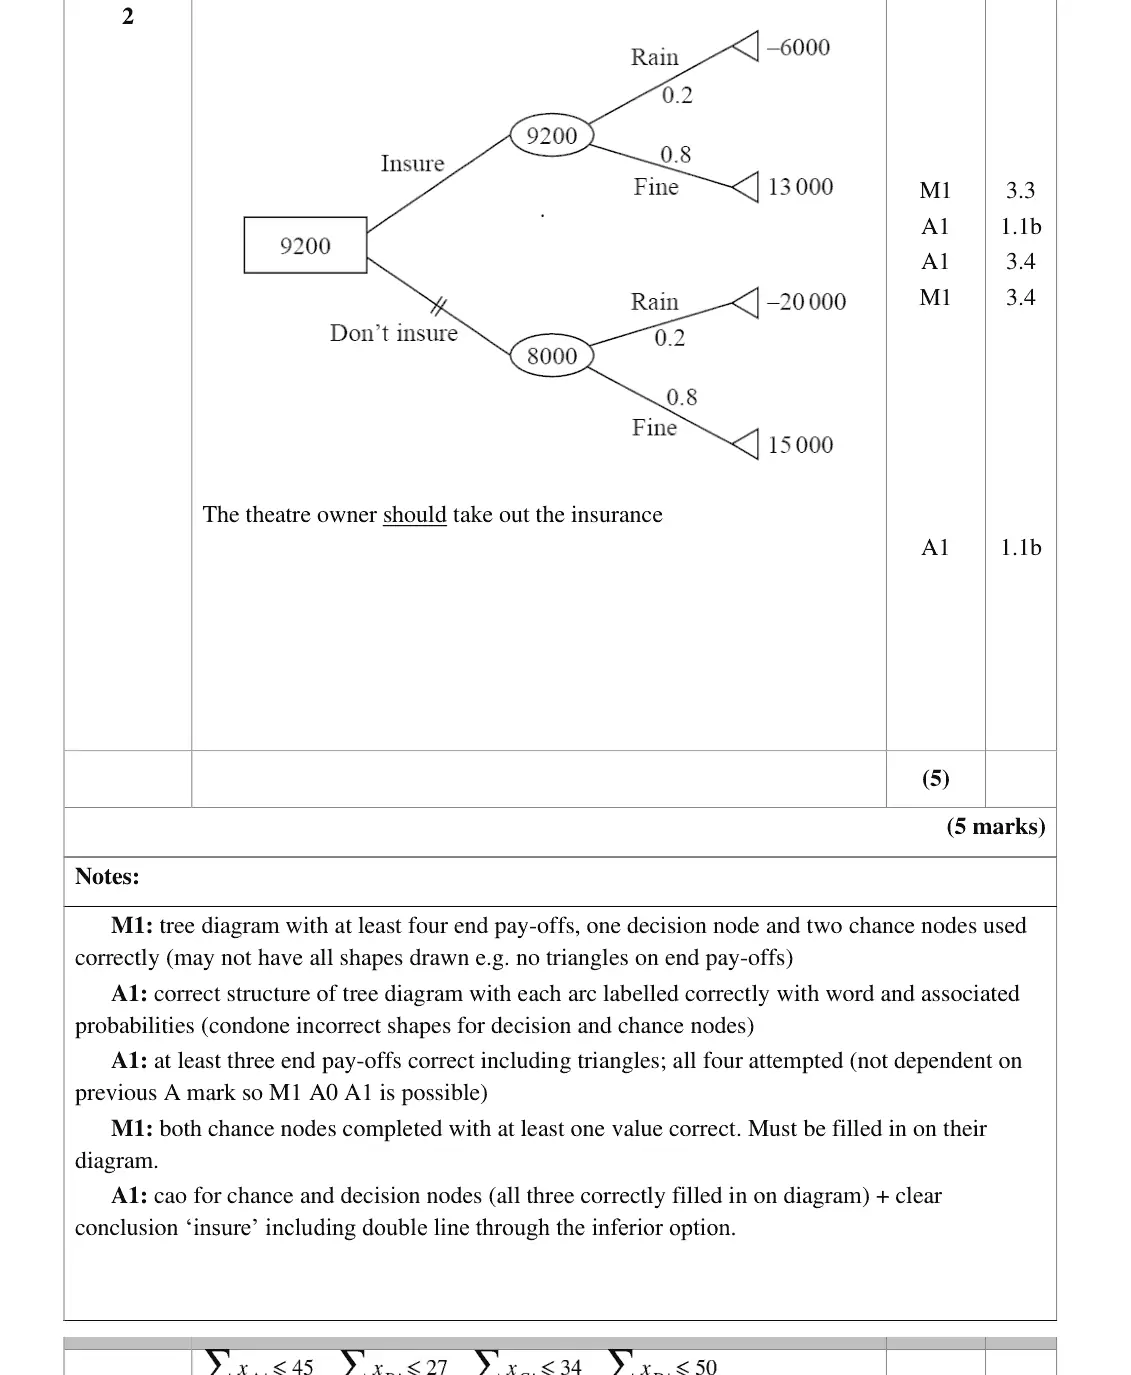 2
Rain
–6000
0.2
9200
0.8
Insure
Fine
13 000
M1 3.3
A1 1.1b
9200
A1 3.4
Rain
–20 000
M1 3.4
Don’t insure
0.2
8000
0.8
Fine
15 000
The theatre owner should take out the insurance
A1 1.1b
(5)
(5 marks)
Notes:
M1: tree diagram with at least four end pay-offs, one decision node and two chance nodes used
correctly (may not have all shapes drawn e.g. no triangles on end pay-offs)
A1: correct structure of tree diagram with each arc labelled correctly with word and associated
probabilities (condone incorrect shapes for decision and chance nodes)
A1: at least three end pay-offs correct including triangles; all four attempted (not dependent on
previous A mark so M1 A0 A1 is possible)
M1: both chance nodes completed with at least one value correct. Must be filled in on their
diagram.
A1: cao for chance and decision nodes (all three correctly filled in on diagram) + clear
conclusion ‘insure’ including double line through the inferior option.
∑ x ⩽ 45 ∑ x ⩽ 27 ∑ x ⩽ 34 ∑ x ⩽ 50